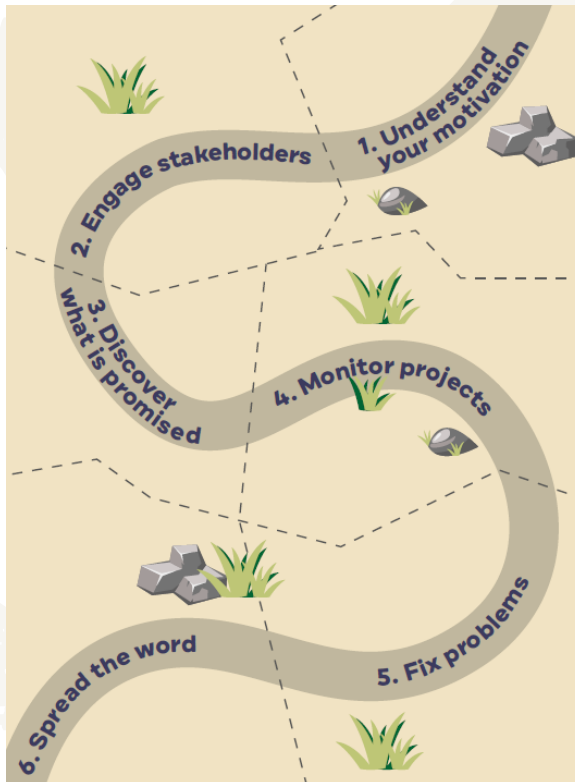 1. Understand
your motivation
2. Engage stakeholders
3. Discover
what is promised
4. Monitor projects
5. Fix problems
6. Spread the word